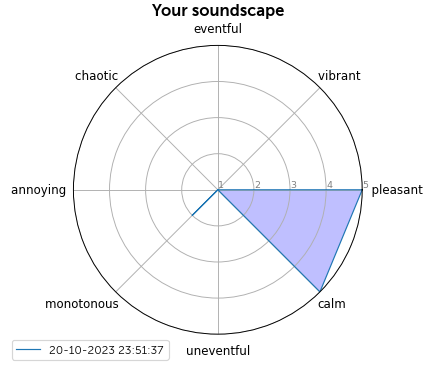 Your soundscape
eventful
chaotic
vibrant
annoying
1 2 3 4 5
pleasant
monotonous
calm
uneventful
20-10-2023 23:51:37